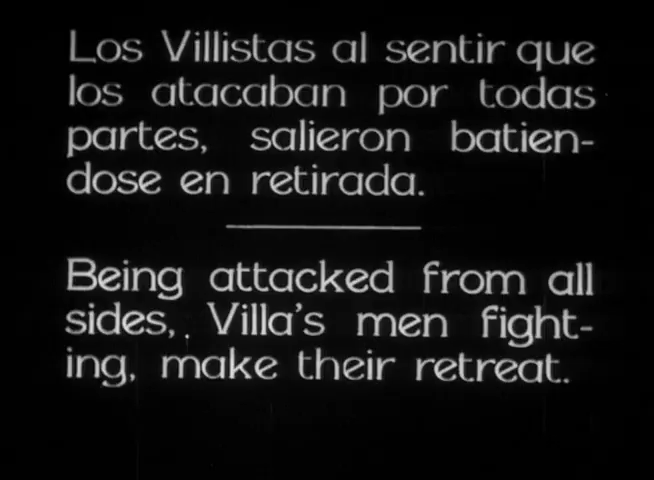 Los Villistas al sentir que
los atacaban por todas
partes, salieron batien-
dose en retirada.
Being attacked from all
sides, Villa's men fight-
ing, make their retreat.